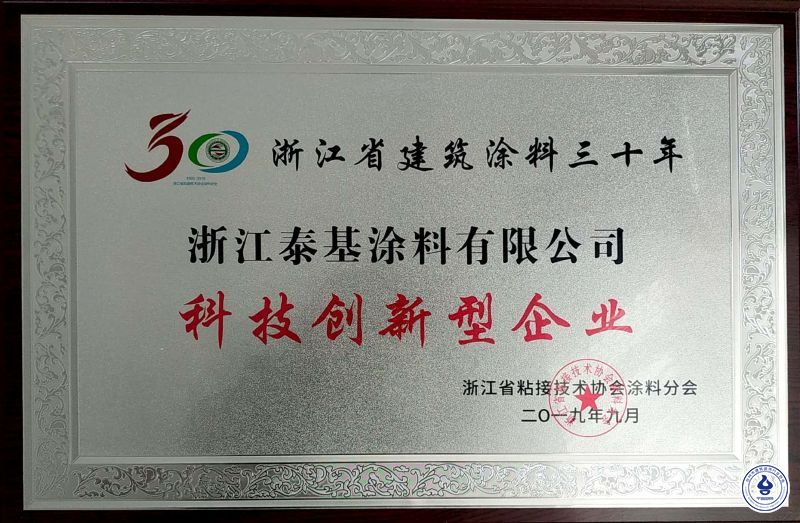 30 浙江省建筑涂料三十年
浙江泰基涂料有限公司
科技创新型企业
浙江省粘接技术协会涂料分会
二〇一九年九月